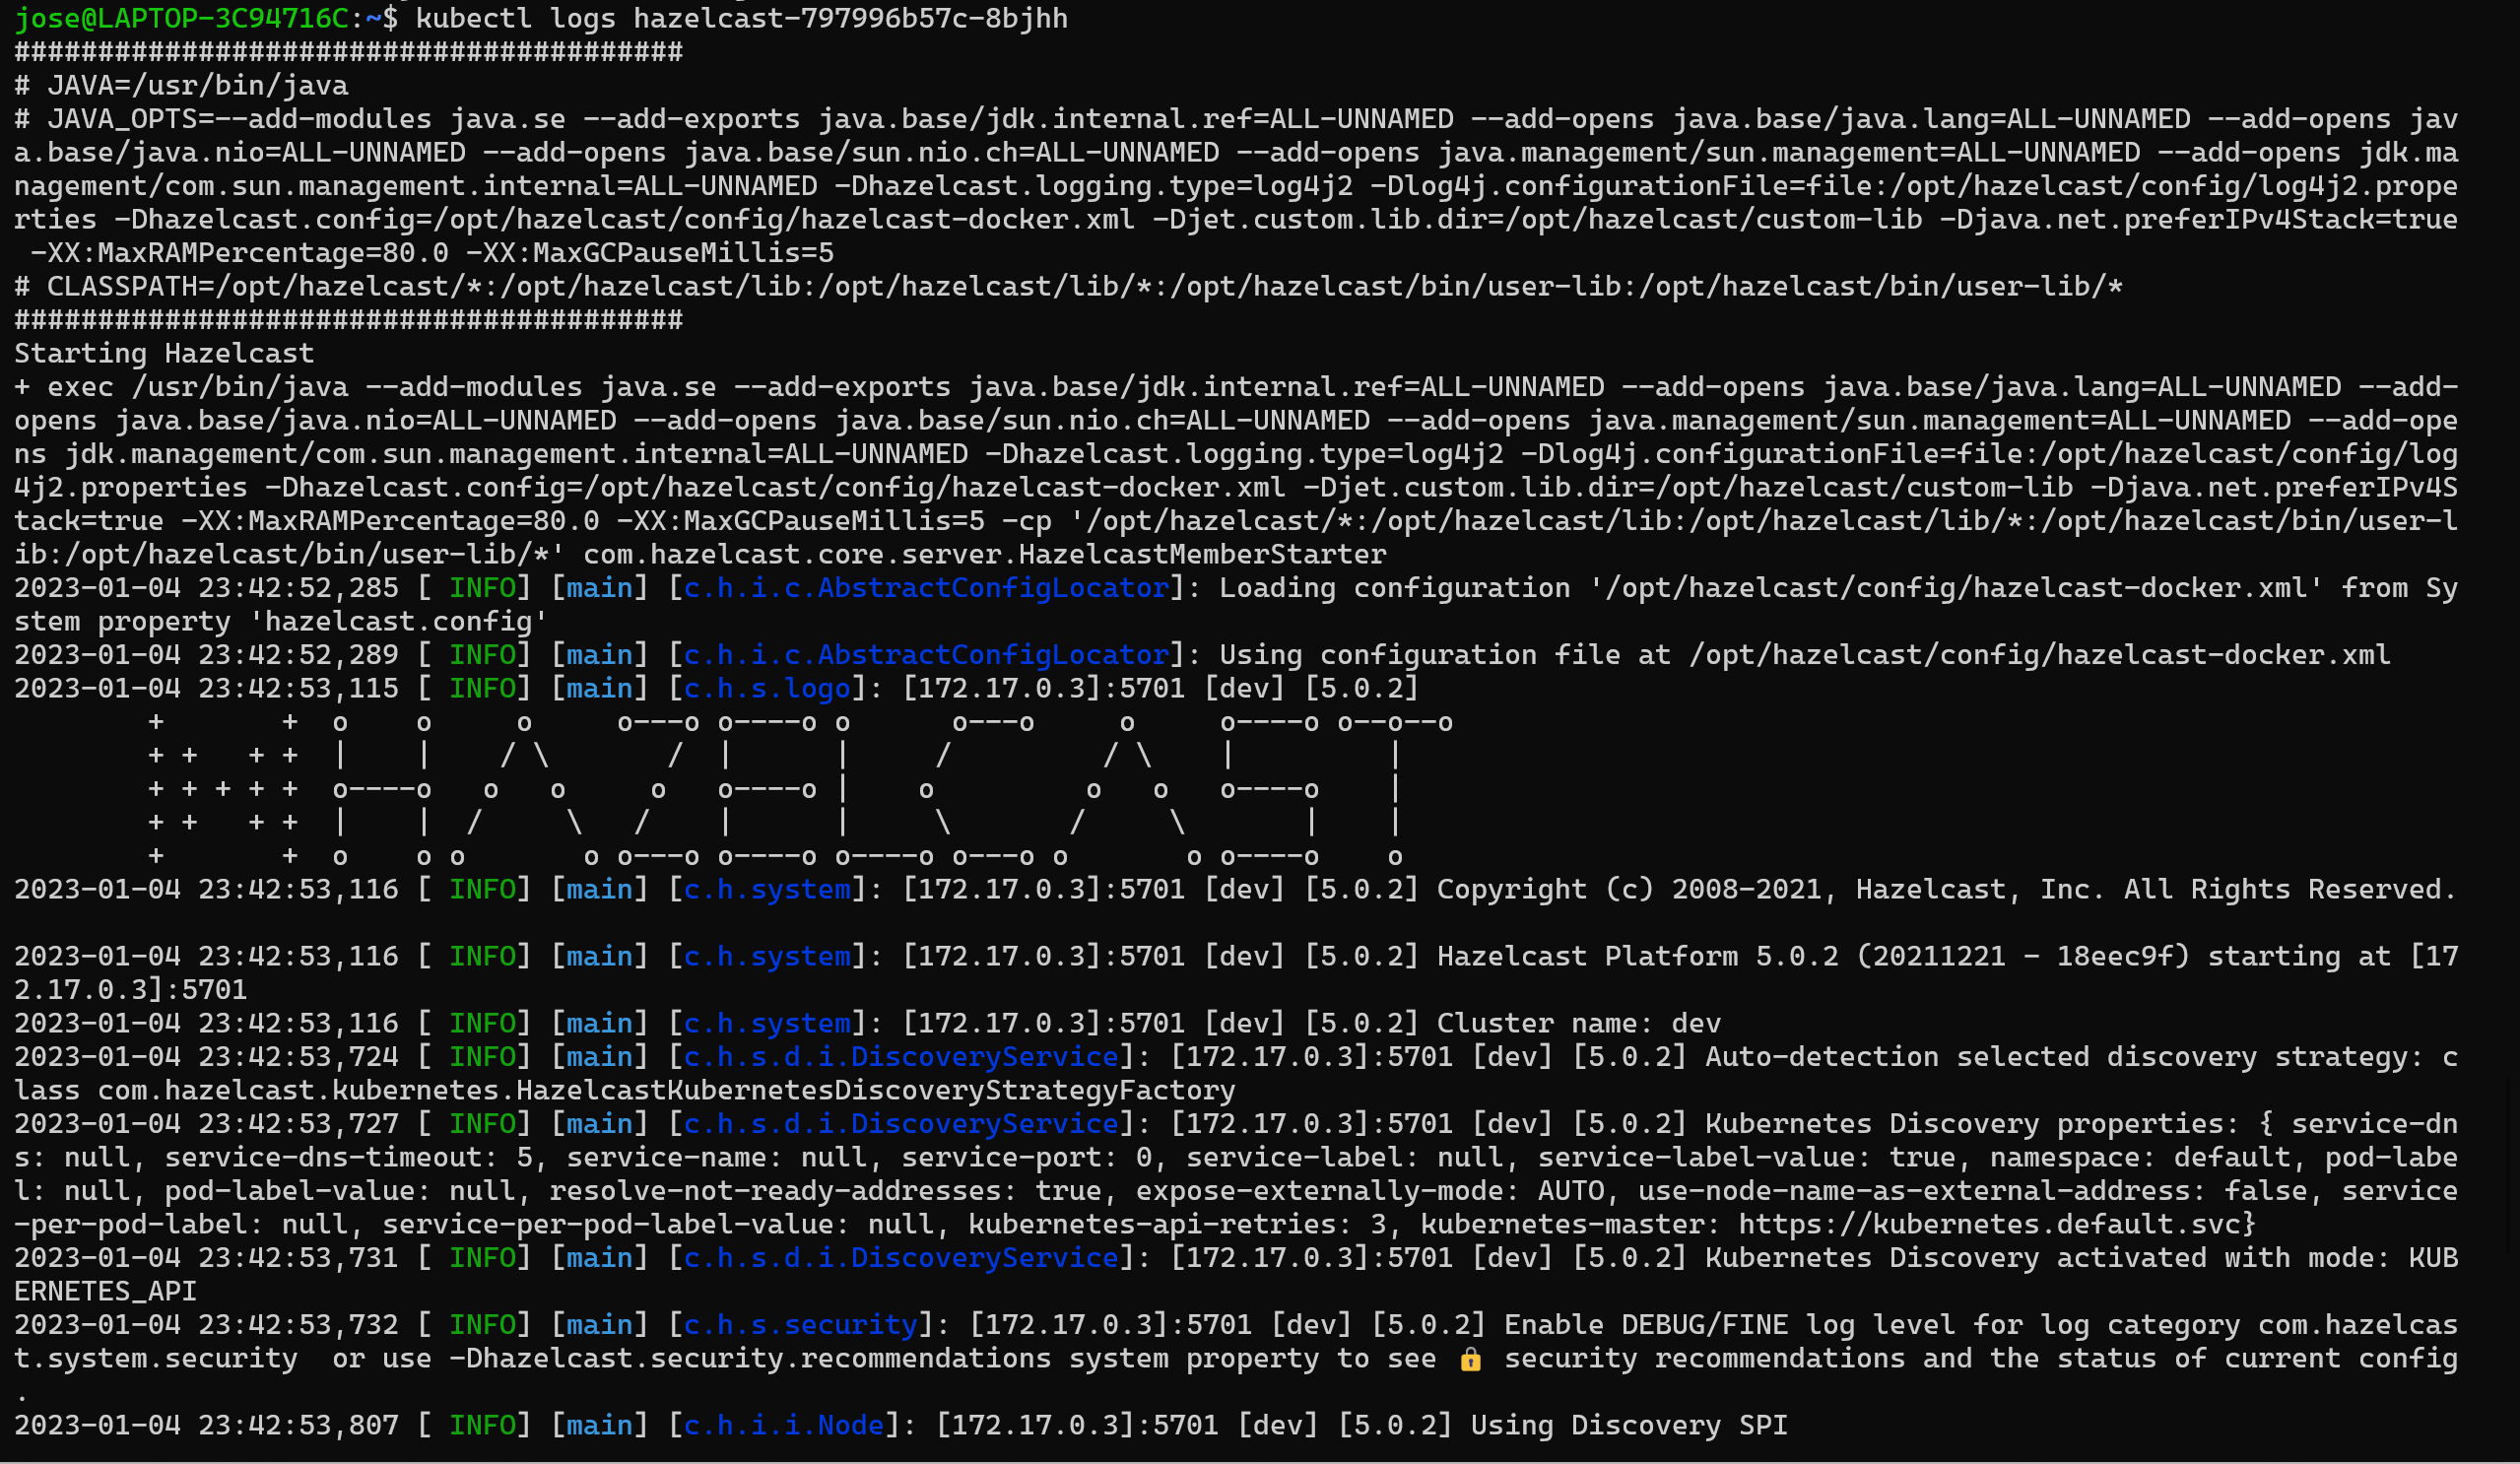 jose@LAPTOP-3C94716C:~$ kubectl logs hazelcast-797996b57c-8bjhh
########################################
# JAVA=/usr/bin/java
# JAVA_OPTS=--add-modules java.se --add-exports java.base/jdk.internal.ref=ALL-UNNAMED --add-opens java.base/java.lang=ALL-UNNAMED --add-opens jav
a.base/java.nio=ALL-UNNAMED --add-opens java.base/sun.nio.ch=ALL-UNNAMED --add-opens java.management/sun.management=ALL-UNNAMED --add-opens jdk.ma
nagement/com.sun.management.internal=ALL-UNNAMED -Dhazelcast.logging.type=log4j2 -Dlog4j.configurationFile=file:/opt/hazelcast/config/log4j2.prope
rties -Dhazelcast.config=/opt/hazelcast/config/hazelcast-docker.xml -Djet.custom.lib.dir=/opt/hazelcast/custom-lib -Djava.net.preferIPv4Stack=true
 -XX:MaxRAMPercentage=80.0 -XX:MaxGCPauseMillis=5
# CLASSPATH=/opt/hazelcast/*:/opt/hazelcast/lib:/opt/hazelcast/lib/*:/opt/hazelcast/bin/user-lib:/opt/hazelcast/bin/user-lib/*
########################################
Starting Hazelcast
+ exec /usr/bin/java --add-modules java.se --add-exports java.base/jdk.internal.ref=ALL-UNNAMED --add-opens java.base/java.lang=ALL-UNNAMED --add-
opens java.base/java.nio=ALL-UNNAMED --add-opens java.base/sun.nio.ch=ALL-UNNAMED --add-opens java.management/sun.management=ALL-UNNAMED --add-ope
ns jdk.management/com.sun.management.internal=ALL-UNNAMED -Dhazelcast.logging.type=log4j2 -Dlog4j.configurationFile=file:/opt/hazelcast/config/log
4j2.properties -Dhazelcast.config=/opt/hazelcast/config/hazelcast-docker.xml -Djet.custom.lib.dir=/opt/hazelcast/custom-lib -Djava.net.preferIPv4S
tack=true -XX:MaxRAMPercentage=80.0 -XX:MaxGCPauseMillis=5 -cp '/opt/hazelcast/*:/opt/hazelcast/lib:/opt/hazelcast/lib/*:/opt/hazelcast/bin/user-l
ib:/opt/hazelcast/bin/user-lib/*' com.hazelcast.core.server.HazelcastMemberStarter
2023-01-04 23:42:52,285 [ INFO] [main] [c.h.i.c.AbstractConfigLocator]: Loading configuration '/opt/hazelcast/config/hazelcast-docker.xml' from Sy
stem property 'hazelcast.config'
2023-01-04 23:42:52,289 [ INFO] [main] [c.h.i.c.AbstractConfigLocator]: Using configuration file at /opt/hazelcast/config/hazelcast-docker.xml
2023-01-04 23:42:53,115 [ INFO] [main] [c.h.s.logo]: [172.17.0.3]:5701 [dev] [5.0.2]
        +       +  o    o     o     o---o o----o o      o---o     o     o----o o--o--o
        + +   + +  |    |    / \       /  |      |     /         / \    |         |
        + + + + +  o----o   o   o     o   o----o |    o         o   o   o----o    |
        + +   + +  |    |  /     \   /    |      |     \       /     \       |    |
        +       +  o    o o       o o---o o----o o----o o---o o       o o----o    o
2023-01-04 23:42:53,116 [ INFO] [main] [c.h.system]: [172.17.0.3]:5701 [dev] [5.0.2] Copyright (c) 2008-2021, Hazelcast, Inc. All Rights Reserved.
2023-01-04 23:42:53,116 [ INFO] [main] [c.h.system]: [172.17.0.3]:5701 [dev] [5.0.2] Hazelcast Platform 5.0.2 (20211221 - 18eec9f) starting at [17
2.17.0.3]:5701
2023-01-04 23:42:53,116 [ INFO] [main] [c.h.system]: [172.17.0.3]:5701 [dev] [5.0.2] Cluster name: dev
2023-01-04 23:42:53,724 [ INFO] [main] [c.h.s.d.i.DiscoveryService]: [172.17.0.3]:5701 [dev] [5.0.2] Auto-detection selected discovery strategy: c
lass com.hazelcast.kubernetes.HazelcastKubernetesDiscoveryStrategyFactory
2023-01-04 23:42:53,727 [ INFO] [main] [c.h.s.d.i.DiscoveryService]: [172.17.0.3]:5701 [dev] [5.0.2] Kubernetes Discovery properties: { service-dn
s: null, service-dns-timeout: 5, service-name: null, service-port: 0, service-label: null, service-label-value: true, namespace: default, pod-labe
l: null, pod-label-value: null, resolve-not-ready-addresses: true, expose-externally-mode: AUTO, use-node-name-as-external-address: false, service
-per-pod-label: null, service-per-pod-label-value: null, kubernetes-api-retries: 3, kubernetes-master: https://kubernetes.default.svc}
2023-01-04 23:42:53,731 [ INFO] [main] [c.h.s.d.i.DiscoveryService]: [172.17.0.3]:5701 [dev] [5.0.2] Kubernetes Discovery activated with mode: KUB
ERNETES_API
2023-01-04 23:42:53,732 [ INFO] [main] [c.h.s.security]: [172.17.0.3]:5701 [dev] [5.0.2] Enable DEBUG/FINE log level for log category com.hazelcas
t.system.security  or use -Dhazelcast.security.recommendations system property to see 🔒 security recommendations and the status of current config
.
2023-01-04 23:42:53,807 [ INFO] [main] [c.h.i.i.Node]: [172.17.0.3]:5701 [dev] [5.0.2] Using Discovery SPI